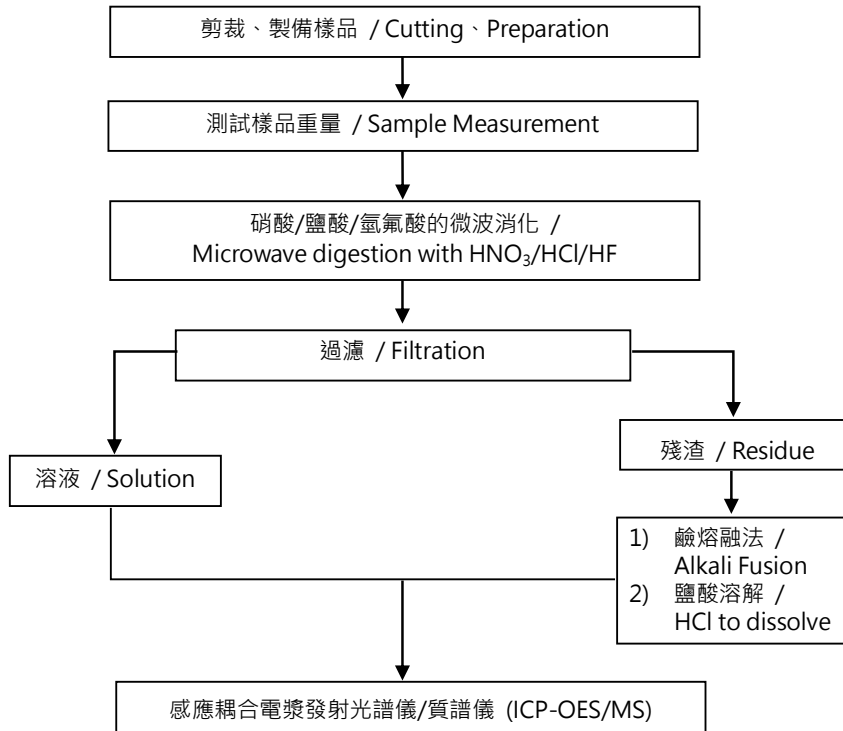 剪裁、製備樣品 / Cutting、Preparation
測試樣品重量 / Sample Measurement
硝酸/鹽酸/氫氟酸的微波消化 /
Microwave digestion with HNO₃/HCl/HF
過濾 / Filtration
溶液 / Solution
殘渣 / Residue
1) 鹼熔融法 /
Alkali Fusion
2) 鹽酸溶解 /
HCl to dissolve
感應耦合電漿發射光譜儀/質譜儀 (ICP-OES/MS)